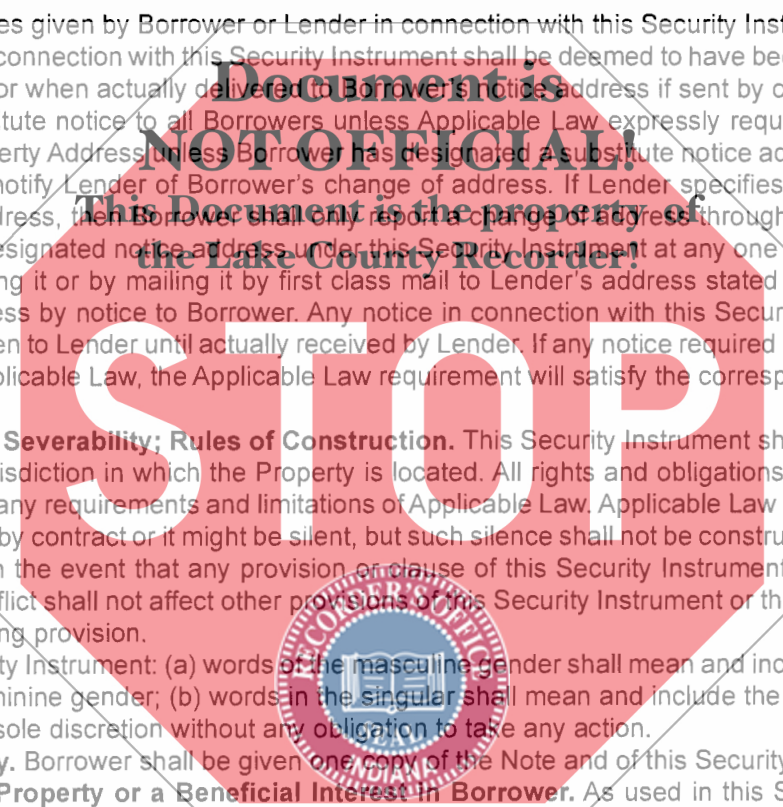 es given by Borrower or Lender in connection with this Security Inst
connection with this Security Instrument shall be deemed to have be
or when actually delivered to Borrower's notice address if sent by o
tute notice to all Borrowers unless Applicable Law expressly requ
erty Address unless Borrower has designated a substitute notice ad
notify Lender of Borrower's change of address. If Lender specifies
dress, then Borrower shall only report a change of address through
esignated notice address under this Security Instrument at any one
ng it or by mailing it by first class mail to Lender's address stated
ess by notice to Borrower. Any notice in connection with this Secur
en to Lender until actually received by Lender. If any notice required
plicable Law, the Applicable Law requirement will satisfy the corresp
Severability; Rules of Construction. This Security Instrument sh
isdiction in which the Property is located. All rights and obligations
any requirements and limitations of Applicable Law. Applicable Law
by contract or it might be silent, but such silence shall not be constru
n the event that any provision or clause of this Security Instrument
flict shall not affect other provisions of this Security Instrument or th
ng provision.
ty Instrument: (a) words of the masculine gender shall mean and inc
minine gender; (b) words in the singular shall mean and include the
sole discretion without any obligation to take any action.
y. Borrower shall be given one copy of the Note and of this Security
Property or a Beneficial Interest in Borrower. As used in this S
Document is
NOT OFFICIAL!
This Document is the property of
the Lake County Recorder!
STOP
RECORDER'S OFFICE
SEAL
INDIANA